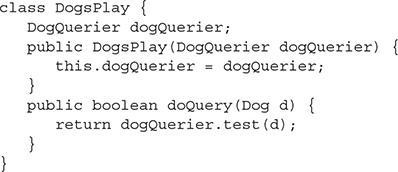 class DogsPlay {
   DogQuerier dogQuerier;
   public DogsPlay(DogQuerier dogQuerier) {
      this.dogQuerier = dogQuerier;
   }
   public boolean doQuery(Dog d) {
      return dogQuerier.test(d);
   }
}